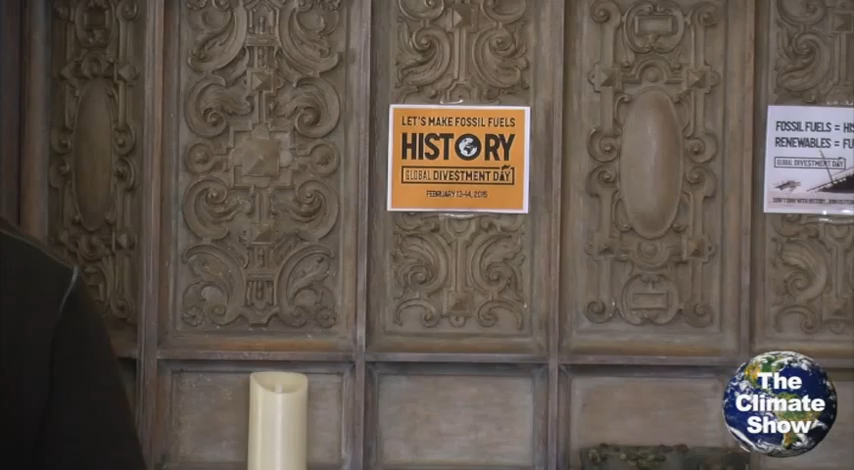 LET'S MAKE FOSSIL FUELS
HISTORY
GLOBAL DIVESTMENT DAY
FEBRUARY 13-14, 2015
FOSSIL FUELS = HIS
RENEWABLES = FU
GLOBAL DIVESTMENT DAY
The
Climate
Show